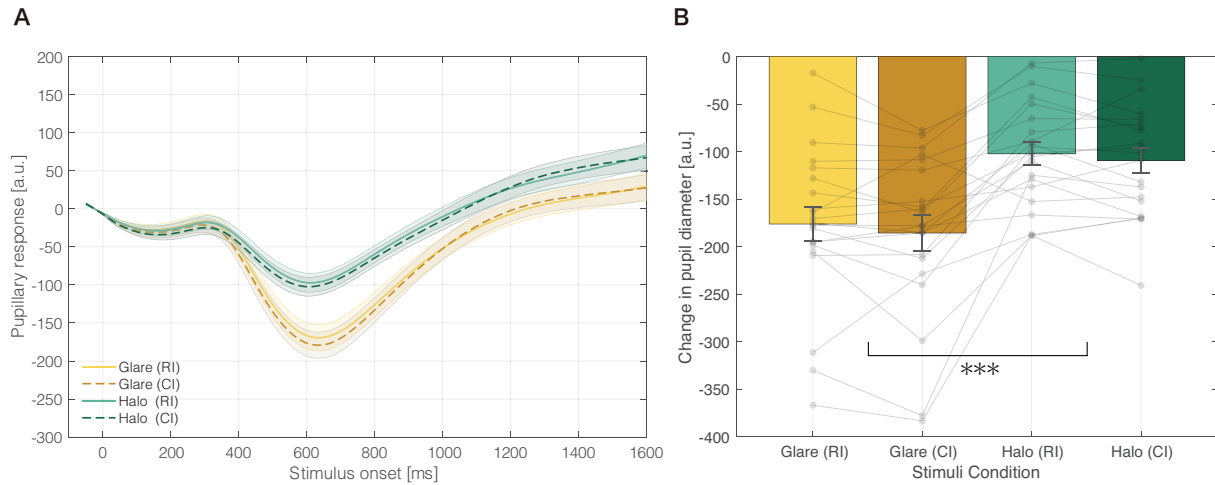 A
200
150
100
50
0
-50
-100
-150
-200
-250
-300
Pupillary response [a.u.]
Glare (RI)
Glare (CI)
Halo (RI)
Halo (CI)
0 200 400 600 800 1000 1200 1400 1600
Stimulus onset [ms]
B
0
-50
-100
-150
-200
-250
-300
-350
-400
Change in pupil diameter [a.u.]
***
Glare (RI) Glare (CI) Halo (RI) Halo (CI)
Stimuli Condition